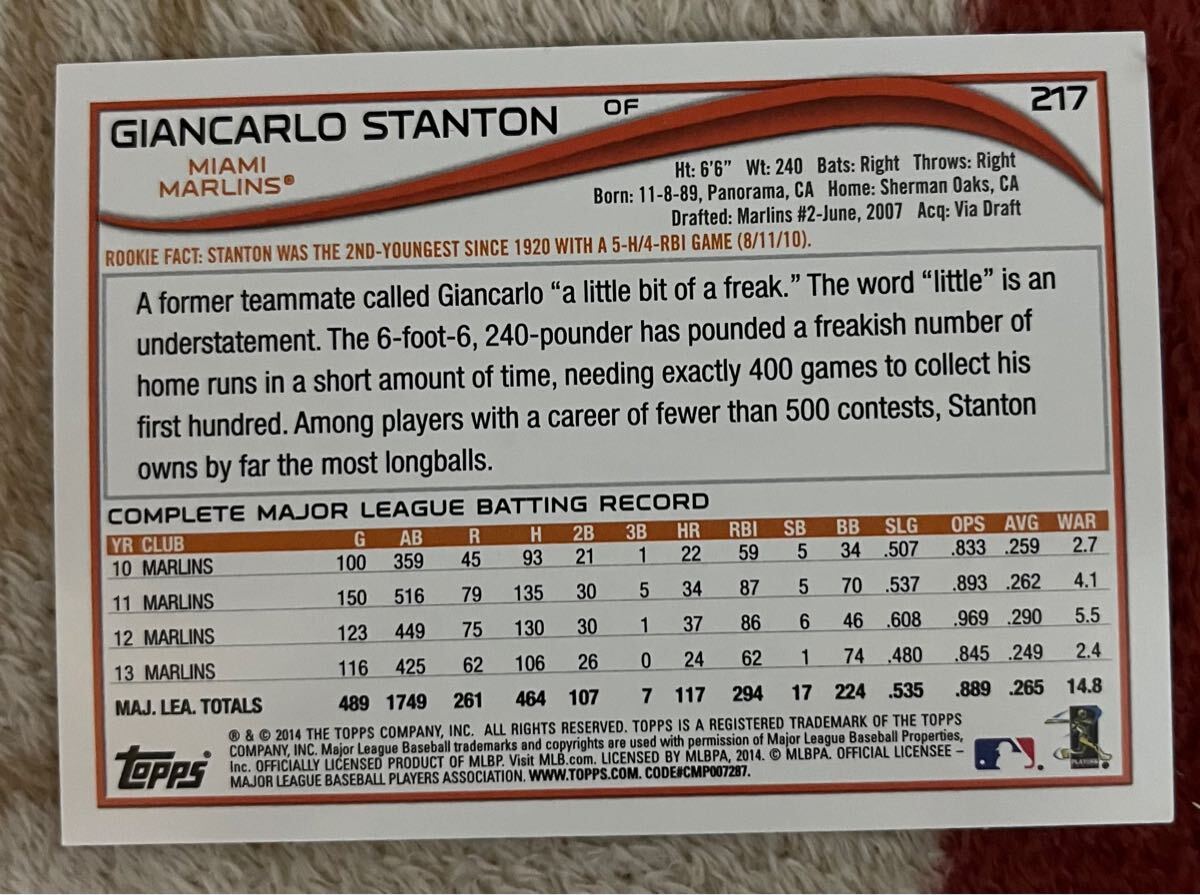 GIANCARLO STANTON OF 217
MIAMI
MARLINS®
Ht: 6'6" Wt: 240 Bats: Right Throws: Right
Born: 11-8-89, Panorama, CA Home: Sherman Oaks, CA
Drafted: Marlins #2-June, 2007 Acq: Via Draft
ROOKIE FACT: STANTON WAS THE 2ND-YOUNGEST SINCE 1920 WITH A 5-H/4-RBI GAME (8/11/10).
A former teammate called Giancarlo “a little bit of a freak.” The word “little” is an
understatement. The 6-foot-6, 240-pounder has pounded a freakish number of
home runs in a short amount of time, needing exactly 400 games to collect his
first hundred. Among players with a career of fewer than 500 contests, Stanton
owns by far the most longballs.
COMPLETE MAJOR LEAGUE BATTING RECORD
YR CLUB G AB R H 2B 3B HR RBI SB BB SLG OPS AVG WAR
10 MARLINS 100 359 45 93 21 1 22 59 5 34 .507 .833 .259 2.7
11 MARLINS 150 516 79 135 30 5 34 87 5 70 .537 .893 .262 4.1
12 MARLINS 123 449 75 130 30 1 37 86 6 46 .608 .969 .290 5.5
13 MARLINS 116 425 62 106 26 0 24 62 1 74 .480 .845 .249 2.4
MAJ. LEA. TOTALS 489 1749 261 464 107 7 117 294 17 224 .535 .889 .265 14.8
Topps
® & © 2014 THE TOPPS COMPANY, INC. ALL RIGHTS RESERVED. TOPPS IS A REGISTERED TRADEMARK OF THE TOPPS
COMPANY, INC. Major League Baseball trademarks and copyrights are used with permission of Major League Baseball Properties,
Inc. OFFICIALLY LICENSED PRODUCT OF MLBP. Visit MLB.com. LICENSED BY MLBPA, 2014. © MLBPA. OFFICIAL LICENSEE –
MAJOR LEAGUE BASEBALL PLAYERS ASSOCIATION. WWW.TOPPS.COM. CODE#CMP007287.